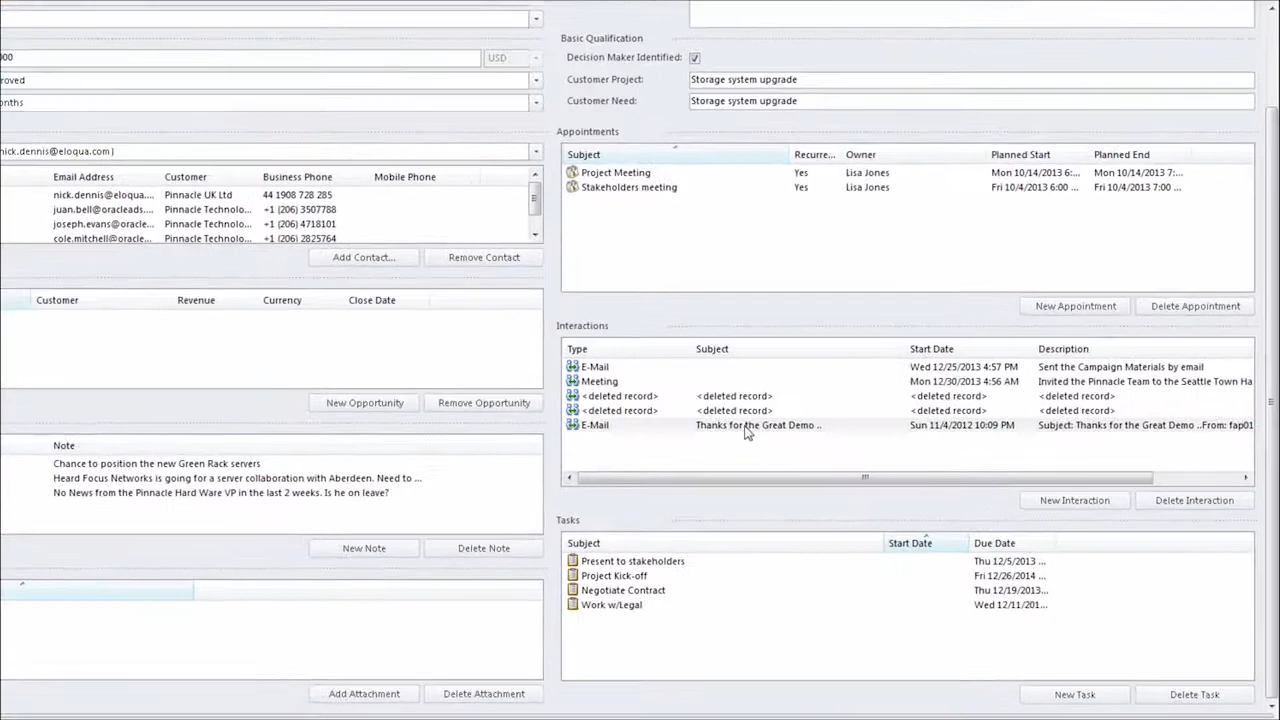 000
USD
roved
onths
nick.dennis@eloqua.com)
Email Address Customer Business Phone Mobile Phone
nick.dennis@eloqua.... Pinnacle UK Ltd 44 1908 728 285
juan.bell@oracleads.... Pinnacle Technolo... +1 (206) 3507788
joseph.evans@oracle... Pinnacle Technolo... +1 (206) 4718101
cole.mitchell@oracle... Pinnacle Technolo... +1 (206) 2825764
Add Contact... Remove Contact
Customer Revenue Currency Close Date
New Opportunity Remove Opportunity
Note
Chance to position the new Green Rack servers
Heard Focus Networks is going for a server collaboration with Aberdeen. Need to ...
No News from the Pinnacle Hard Ware VP in the last 2 weeks. Is he on leave?
New Note Delete Note
Add Attachment Delete Attachment
Basic Qualification
Decision Maker Identified:
Customer Project: Storage system upgrade
Customer Need: Storage system upgrade
Appointments
Subject Recurre... Owner Planned Start Planned End
Project Meeting Yes Lisa Jones Mon 10/14/2013 6:... Mon 10/14/2013 7:...
Stakeholders meeting Yes Lisa Jones Fri 10/4/2013 6:00 ... Fri 10/4/2013 7:00 ...
New Appointment Delete Appointment
Interactions
Type Subject Start Date Description
E-Mail Wed 12/25/2013 4:57 PM Sent the Campaign Materials by email
Meeting Mon 12/30/2013 4:56 AM Invited the Pinnacle Team to the Seattle Town Ha
<deleted record> <deleted record> <deleted record> <deleted record>
<deleted record> <deleted record> <deleted record> <deleted record>
E-Mail Thanks for the Great Demo .. Sun 11/4/2012 10:09 PM Subject: Thanks for the Great Demo ..From: fap01
New Interaction Delete Interaction
Tasks
Subject Start Date Due Date
Present to stakeholders Thu 12/5/2013 ...
Project Kick-off Fri 12/26/2014 ...
Negotiate Contract Thu 12/19/2013...
Work w/Legal Wed 12/11/201...
New Task Delete Task